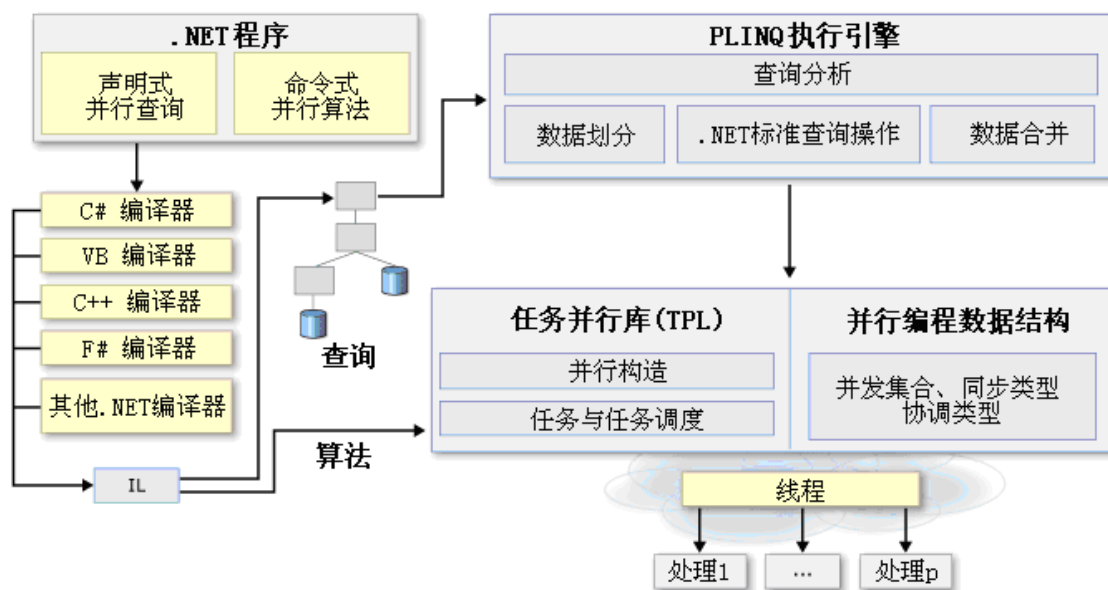 .NET程序
声明式
并行查询
命令式
并行算法
C# 编译器
VB 编译器
C++ 编译器
F# 编译器
其他.NET编译器
IL
查询
算法
PLINQ执行引擎
查询分析
数据划分
.NET标准查询操作
数据合并
任务并行库(TPL)
并行构造
任务与任务调度
并行编程数据结构
并发集合、同步类型
协调类型
线程
处理1
...
处理p